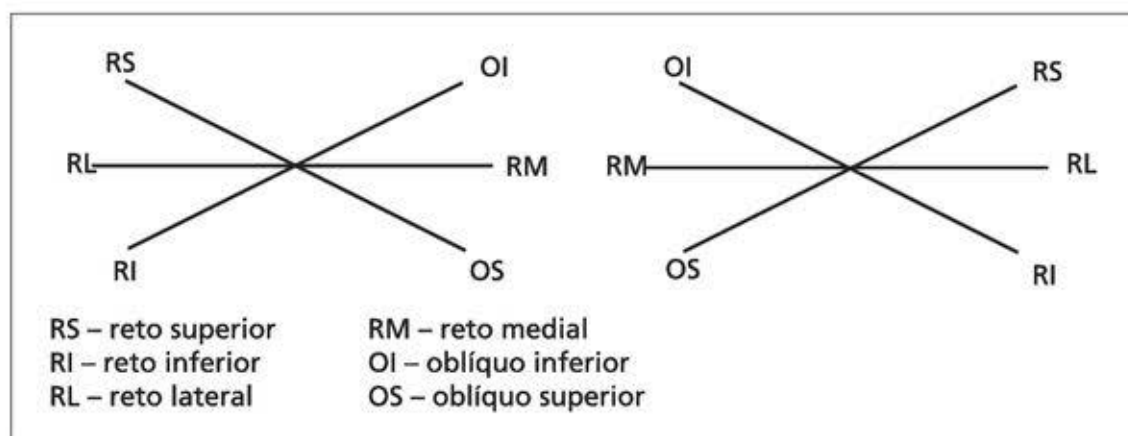 RS OI OI RS
RL RM RM RL
RI OS OS RI
RS – reto superior RM – reto medial
RI – reto inferior OI – oblíquo inferior
RL – reto lateral OS – oblíquo superior